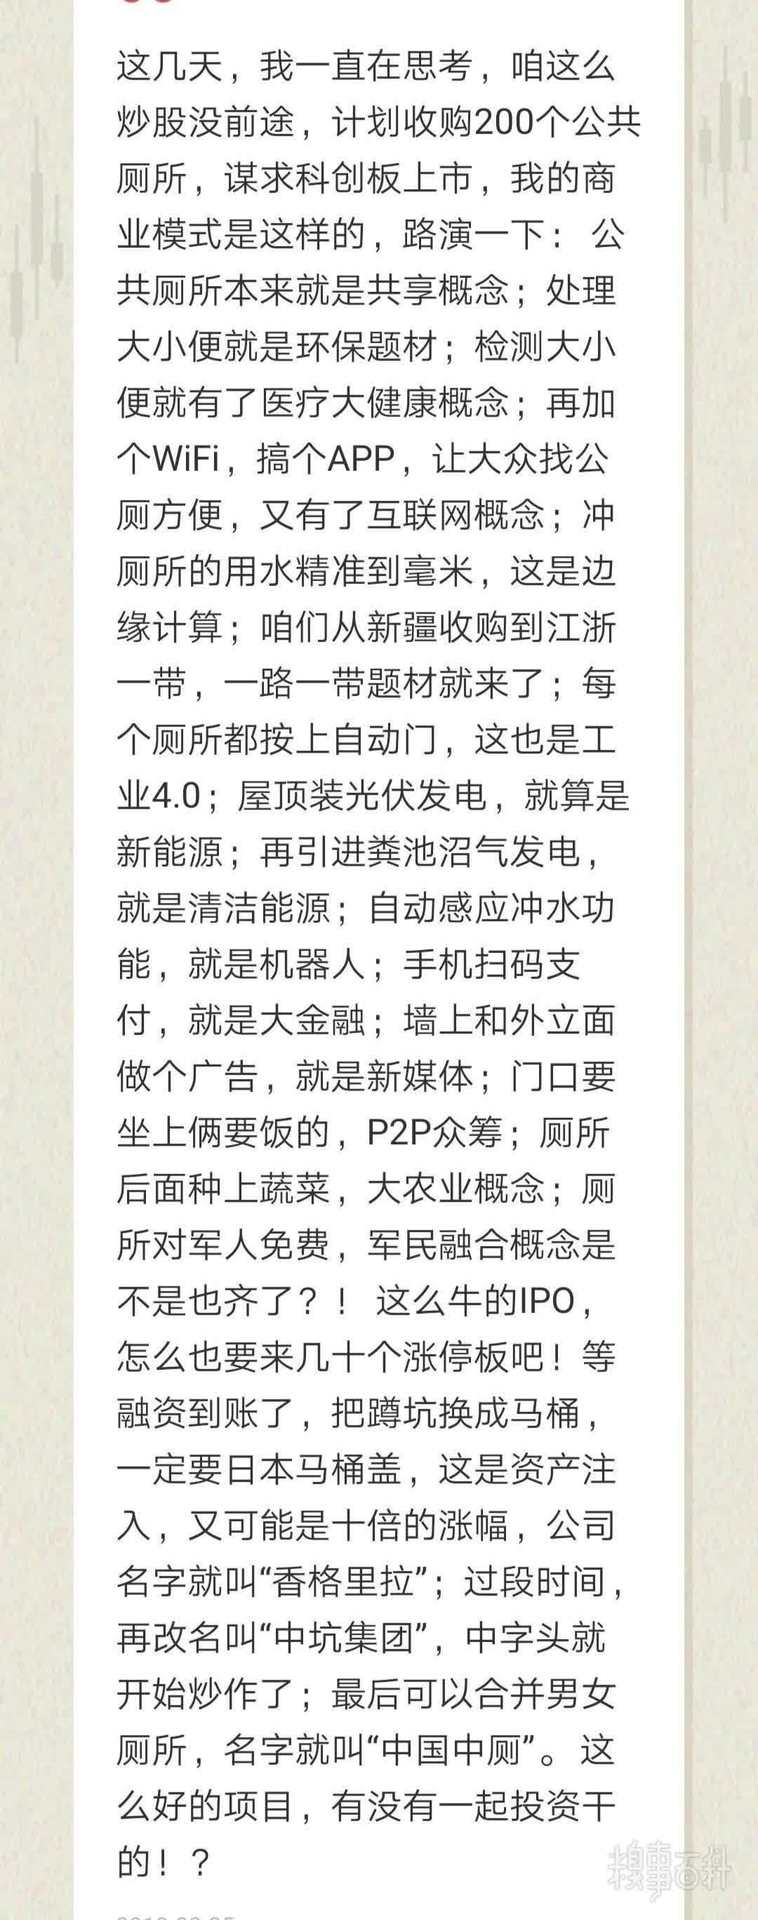 这几天，我一直在思考，咱这么
炒股没前途，计划收购200个公共
厕所，谋求科创板上市，我的商
业模式是这样的，路演一下： 公
共厕所本来就是共享概念；处理
大小便就是环保题材；检测大小
便就有了医疗大健康概念；再加
个WiFi，搞个APP，让大众找公
厕方便，又有了互联网概念；冲
厕所的用水精准到毫米，这是边
缘计算；咱们从新疆收购到江浙
一带，一路一带题材就来了；每
个厕所都按上自动门，这也是工
业4.0；屋顶装光伏发电，就算是
新能源；再引进粪池沼气发电，
就是清洁能源；自动感应冲水功
能，就是机器人；手机扫码支
付，就是大金融；墙上和外立面
做个广告，就是新媒体；门口要
坐上俩要饭的，P2P众筹；厕所
后面种上蔬菜，大农业概念；厕
所对军人免费，军民融合概念是
不是也齐了？！ 这么牛的IPO，
怎么也要来几十个涨停板吧！等
融资到账了，把蹲坑换成马桶，
一定要日本马桶盖，这是资产注
入，又可能是十倍的涨幅，公司
名字就叫“香格里拉”；过段时间，
再改名叫“中坑集团”，中字头就
开始炒作了；最后可以合并男女
厕所，名字就叫“中国中厕”。这
么好的项目，有没有一起投资干
的！？
糗事百科